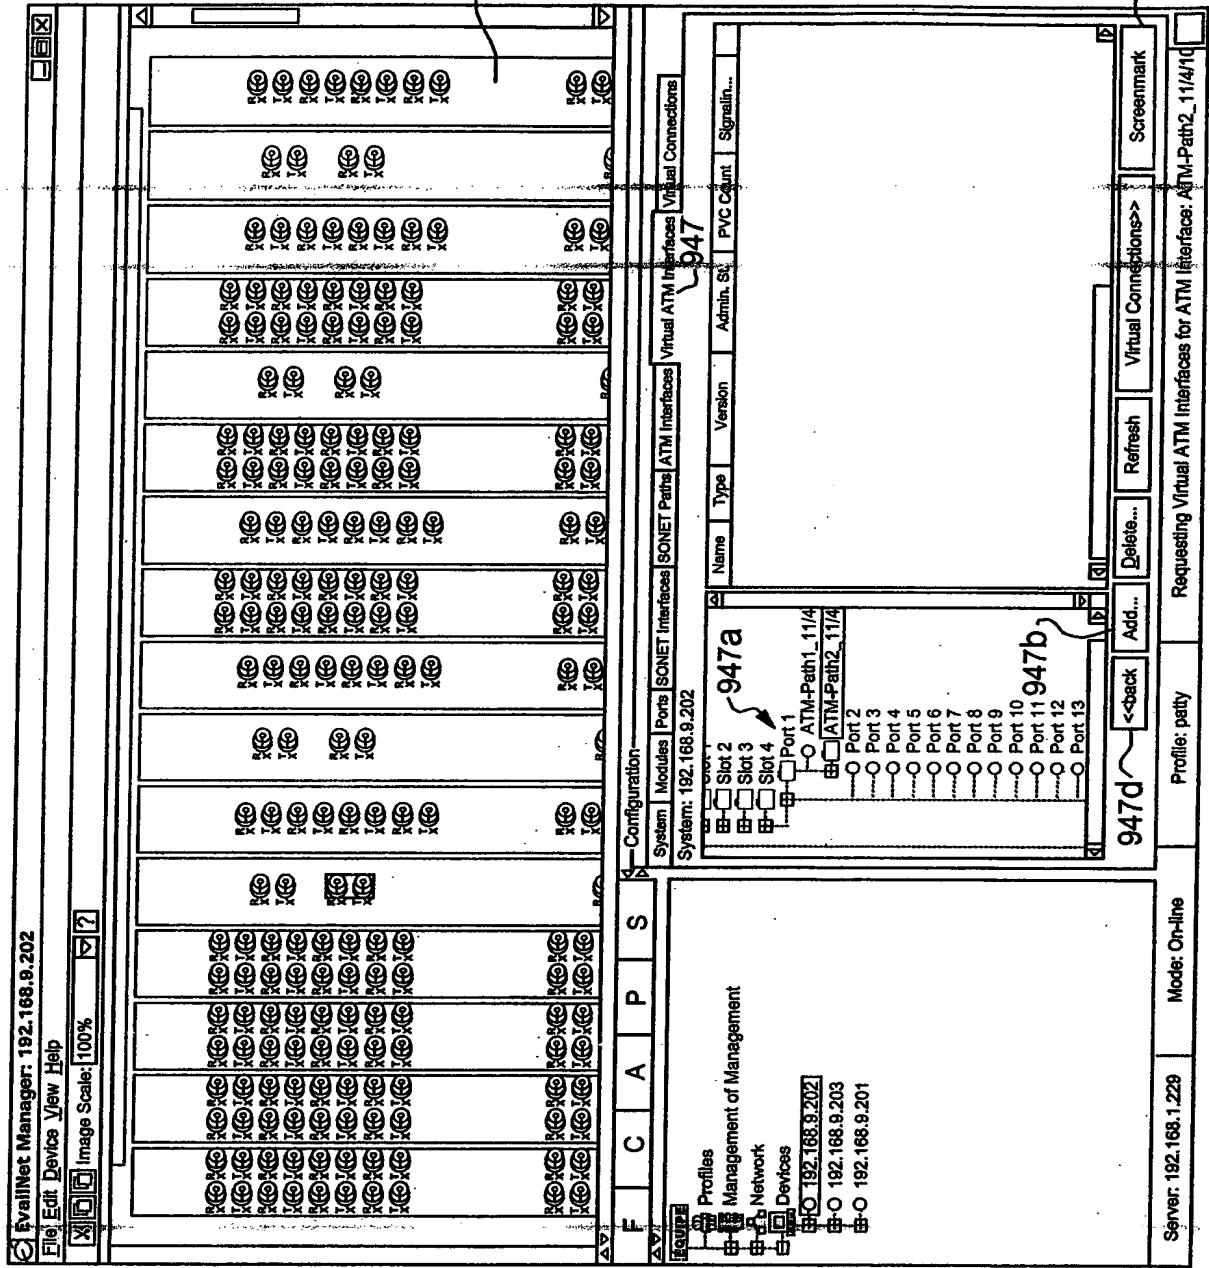 EvailNet Manager: 192.168.9.202
File Edit Device View Help
Image Scale: 100% ?
F C A P S
EQUIPE
Profiles
Management of Management
Network
Devices
192.168.9.202
192.168.9.203
192.168.9.201
Configuration
System Modules Ports SONET Interfaces SONET Paths ATM Interfaces Virtual ATM Interfaces Virtual Connections
System: 192.168.9.202
947
947a
Slot 1
Slot 2
Slot 3
Slot 4
Port 1
ATM-Path1_11/4
ATM-Path2_11/4
Port 2
Port 3
Port 4
Port 5
Port 6
Port 7
Port 8
Port 9
Port 10
Port 11
Port 12
Port 13
Name Type Version Admin. St. PVC Count Signalin...
947b
947d
<<back Add... Delete... Refresh Virtual Connections>> Screenmark
Server: 192.168.1.229 Mode: On-line Profile: patty Requesting Virtual ATM Interfaces for ATM Interface: ATM-Path2_11/4/10